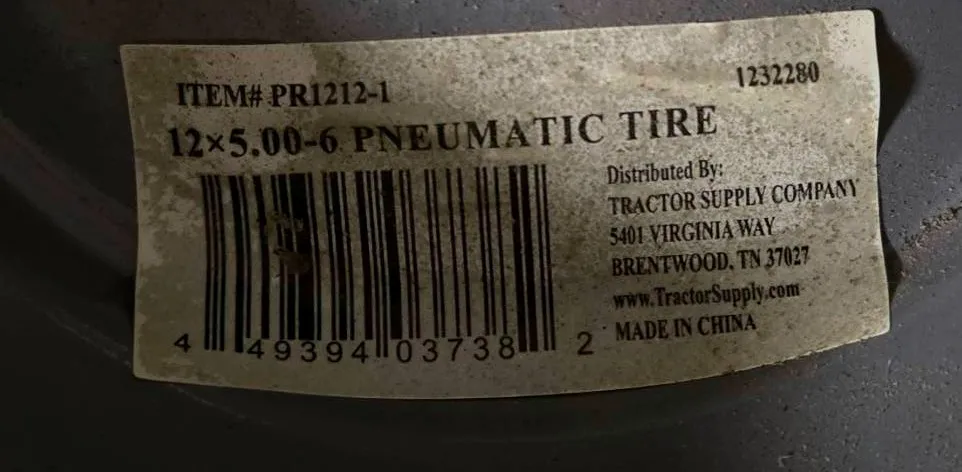 ITEM# PR1212-1
1232280
12×5.00-6 PNEUMATIC TIRE
Distributed By:
TRACTOR SUPPLY COMPANY
5401 VIRGINIA WAY
BRENTWOOD, TN 37027
www.TractorSupply.com
MADE IN CHINA
4 49394 03738 2